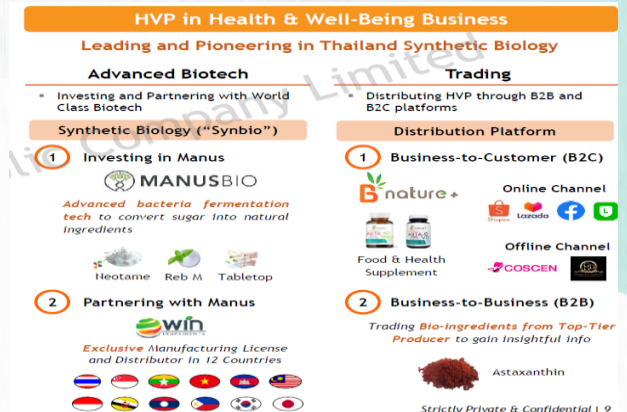 HVP in Health & Well-Being Business
Leading and Pioneering in Thailand Synthetic Biology
Advanced Biotech
Investing and Partnering with World
Class Biotech
Synthetic Biology ("Synbio")
1 Investing in Manus
MANUSBIO
Advanced bacteria fermentation
tech to convert sugar into natural
ingredients
Neotame Reb M Tabletop
2 Partnering with Manus
win
INGREDIENTS
Exclusive Manufacturing License
and Distributor in 12 Countries
Trading
Distributing HVP through B2B and
B2C platforms
Distribution Platform
1 Business-to-Customer (B2C)
B nature+
Online Channel
Shopee Lazada
Food & Health
Supplement
Offline Channel
COSCEN
2 Business-to-Business (B2B)
Trading Bio-ingredients from Top-Tier
Producer to gain insightful info
Astaxanthin
Strictly Private & Confidential | 9
lic Company Limited